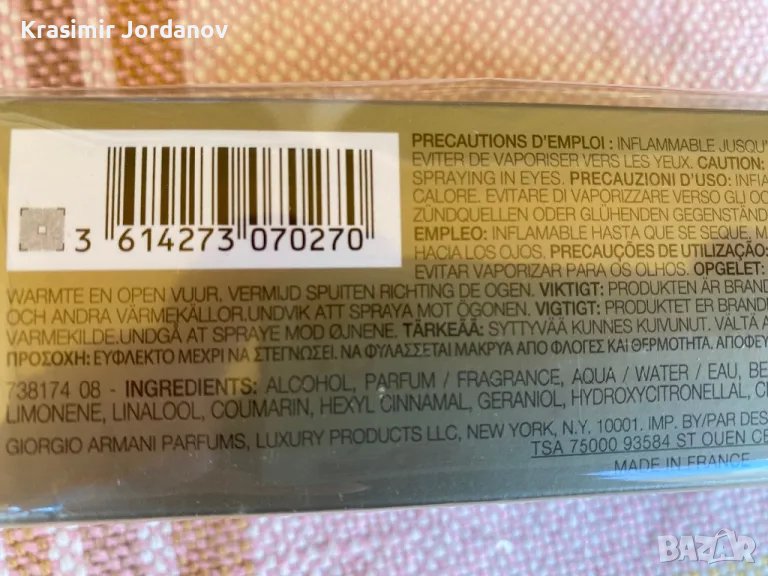 Krasimir Jordanov
3 614273 070270
PRECAUTIONS D'EMPLOI : INFLAMMABLE JUSQU'
EVITER DE VAPORISER VERS LES YEUX. CAUTION:
SPRAYING IN EYES. PRECAUZIONI D'USO: INFIA
CALORE. EVITARE DI VAPORIZZARE VERSO GLI OC
ZÜNDQUELLEN ODER GLÜHENDEN GEGENSTÄND
EMPLEO: INFLAMABLE HASTA QUE SE SEQUE, MA
HACIA LOS OJOS. PRECAUÇÕES DE UTILIZAÇÃO:
EVITAR VAPORIZAR PARA OS OLHOS. OPGELET:
WARMTE EN OPEN VUUR. VERMIJD SPUITEN RICHTING DE OGEN. VIKTIGT: PRODUKTEN ÄR BRAND
OCH ANDRA VÄRMEKÄLLOR.UNDVIK ATT SPRAYA MOT ÖGONEN. VIGTIGT: PRODUKTET ER BRAND
VARMEKILDE.UNDGÅ AT SPRAYE MOD ØJNENE. TÄRKEÄÄ: SYTTYVÄÄ KUNNES KUIVUNUT. VÄLTÄ A
ΠΡΟΣΟΧΗ: ΕΥΦΛΕΚΤΟ ΜΕΧΡΙ ΝΑ ΣΤΕΓΝΩΣΕΙ. ΝΑ ΦΥΛΑΣΣΕΤΑΙ ΜΑΚΡΥΑ ΑΠΟ ΦΛΟΓΕΣ ΚΑΙ ΘΕΡΜΟΤΗΤΑ, ΑΠΟΦΕΥ
738174 08 - INGREDIENTS: ALCOHOL, PARFUM / FRAGRANCE, AQUA / WATER / EAU, BE
LIMONENE, LINALOOL, COUMARIN, HEXYL CINNAMAL, GERANIOL, HYDROXYCITRONELLAL, CI
GIORGIO ARMANI PARFUMS, LUXURY PRODUCTS LLC, NEW YORK, N.Y. 10001. IMP. BY/PAR DES
TSA 75000 93584 ST OUEN CE
MADE IN FRANCE
BAZAR